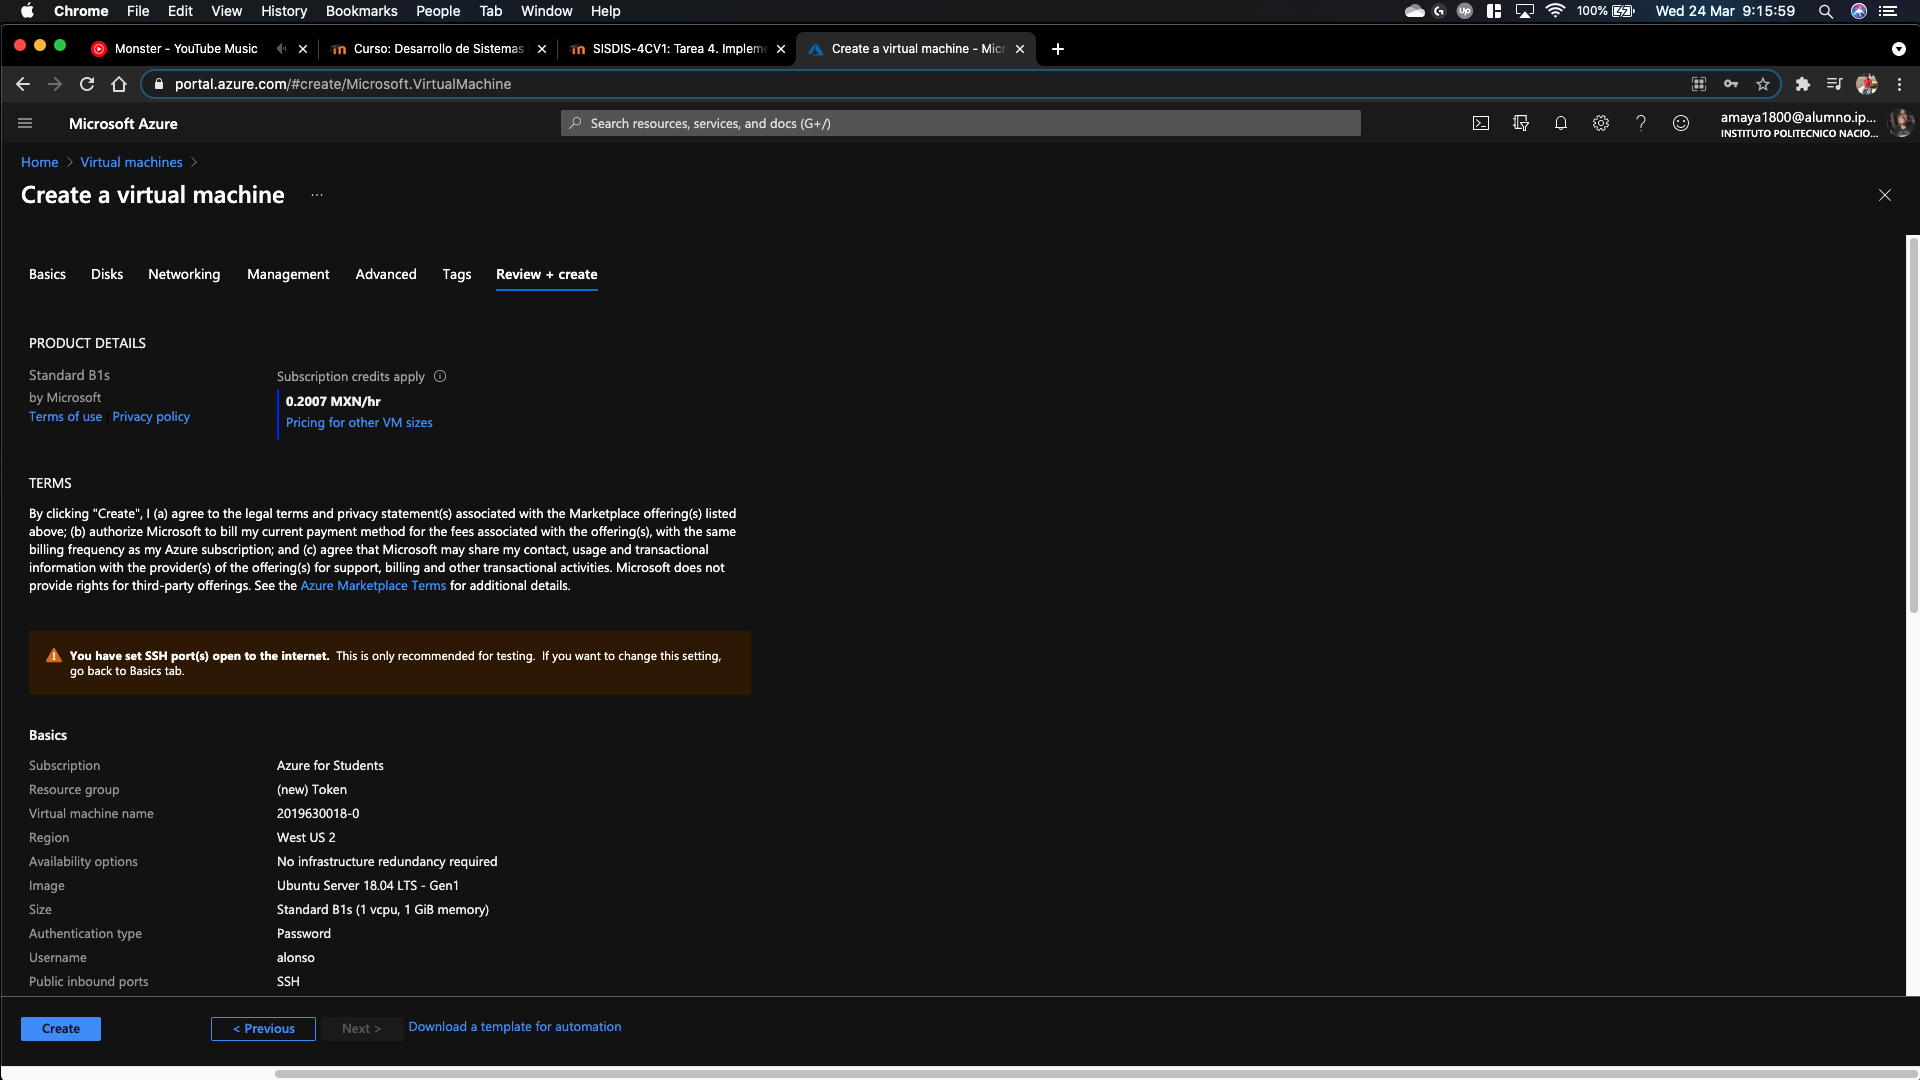 Chrome File Edit View History Bookmarks People Tab Window Help 100% Wed 24 Mar 9:15:59
Monster - YouTube Music Curso: Desarrollo de Sistemas SISDIS-4CV1: Tarea 4. Impleme Create a virtual machine - Micr
portal.azure.com/#create/Microsoft.VirtualMachine
Microsoft Azure
Search resources, services, and docs (G+/)
amaya1800@alumno.ip...
INSTITUTO POLITECNICO NACIO...
Home > Virtual machines >
Create a virtual machine ...
Basics Disks Networking Management Advanced Tags Review + create
PRODUCT DETAILS
Standard B1s
by Microsoft
Terms of use | Privacy policy
Subscription credits apply
0.2007 MXN/hr
Pricing for other VM sizes
TERMS
By clicking "Create", I (a) agree to the legal terms and privacy statement(s) associated with the Marketplace offering(s) listed
above; (b) authorize Microsoft to bill my current payment method for the fees associated with the offering(s), with the same
billing frequency as my Azure subscription; and (c) agree that Microsoft may share my contact, usage and transactional
information with the provider(s) of the offering(s) for support, billing and other transactional activities. Microsoft does not
provide rights for third-party offerings. See the Azure Marketplace Terms for additional details.
You have set SSH port(s) open to the internet. This is only recommended for testing. If you want to change this setting,
go back to Basics tab.
Basics
Subscription Azure for Students
Resource group (new) Token
Virtual machine name 2019630018-0
Region West US 2
Availability options No infrastructure redundancy required
Image Ubuntu Server 18.04 LTS - Gen1
Size Standard B1s (1 vcpu, 1 GiB memory)
Authentication type Password
Username alonso
Public inbound ports SSH
Create < Previous Next > Download a template for automation